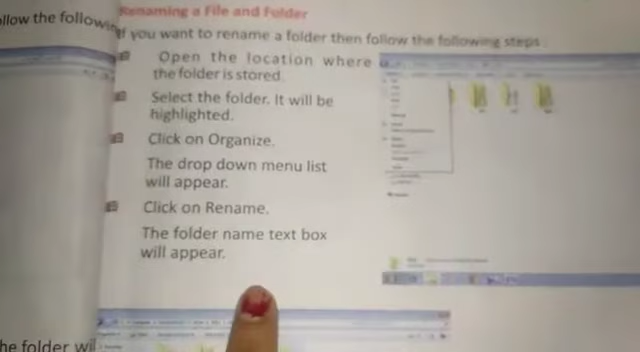 Renaming a File and Folder
If you want to rename a folder then follow the following steps
Open the location where
the folder is stored
Select the folder. It will be
highlighted.
Click on Organize.
The drop down menu list
will appear.
Click on Rename.
The folder name text box
will appear.
llow the following
he folder wil